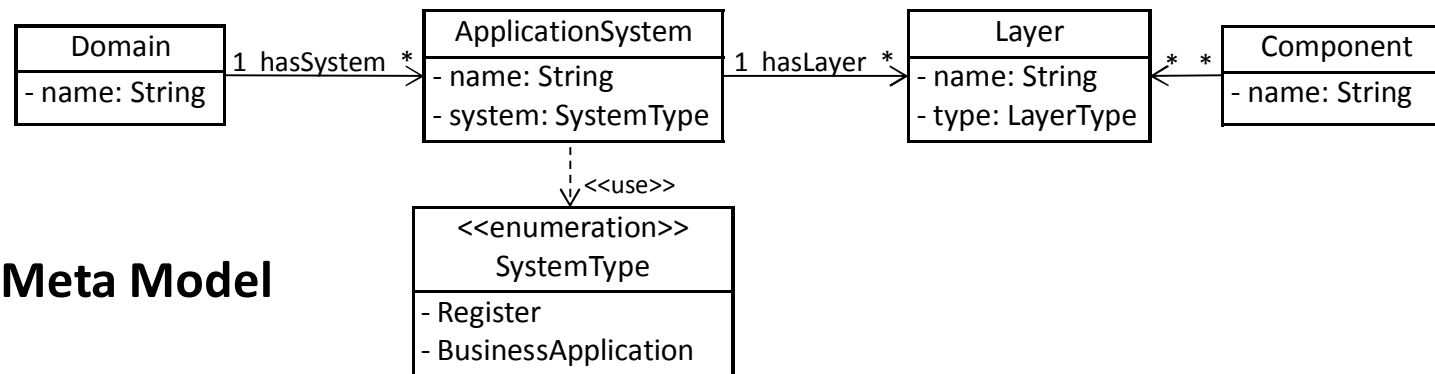 Domain
- name: String
1 hasSystem *
ApplicationSystem
- name: String
- system: SystemType
1 hasLayer *
Layer
- name: String
- type: LayerType
* *
Component
- name: String
<<use>>
<<enumeration>>
SystemType
- Register
- BusinessApplication
Meta Model